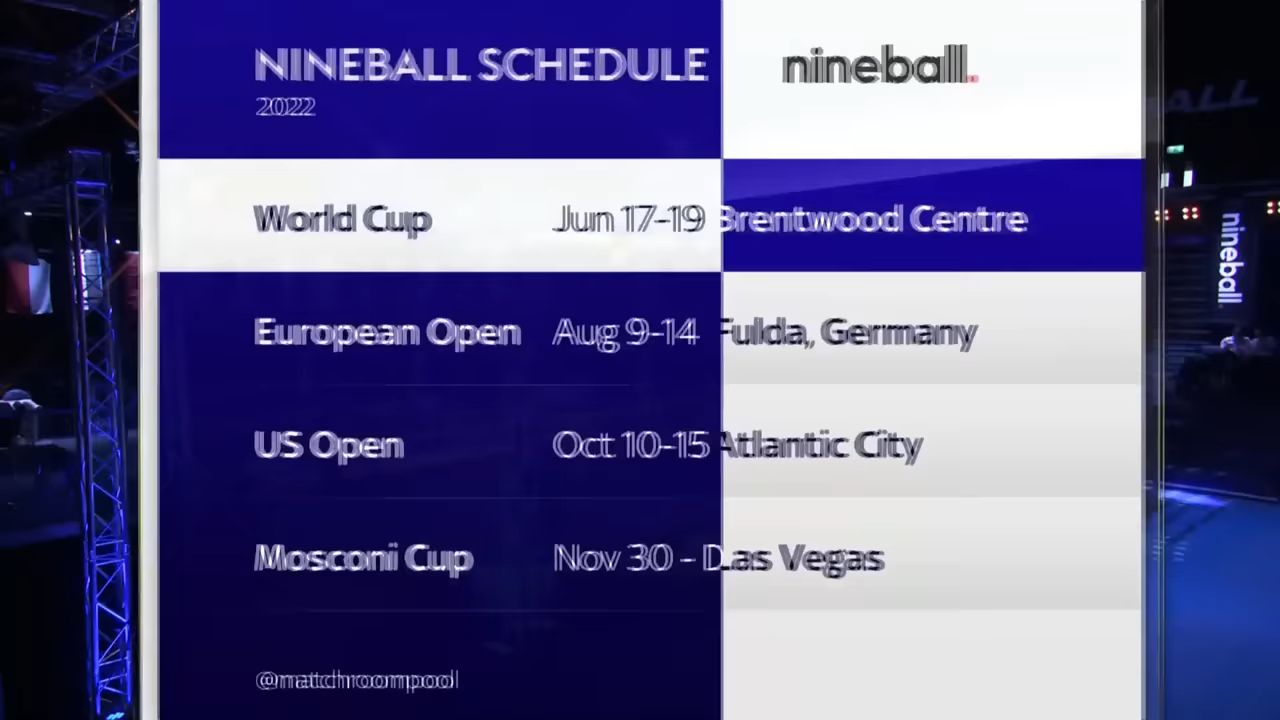 NINEBALL SCHEDULE
nineball.
2022
World Cup Jun 17-19 Brentwood Centre
European Open Aug 9-14 Fulda, Germany
US Open Oct 10-15 Atlantic City
Mosconi Cup Nov 30 - D Las Vegas
@matchroompool
nineball.